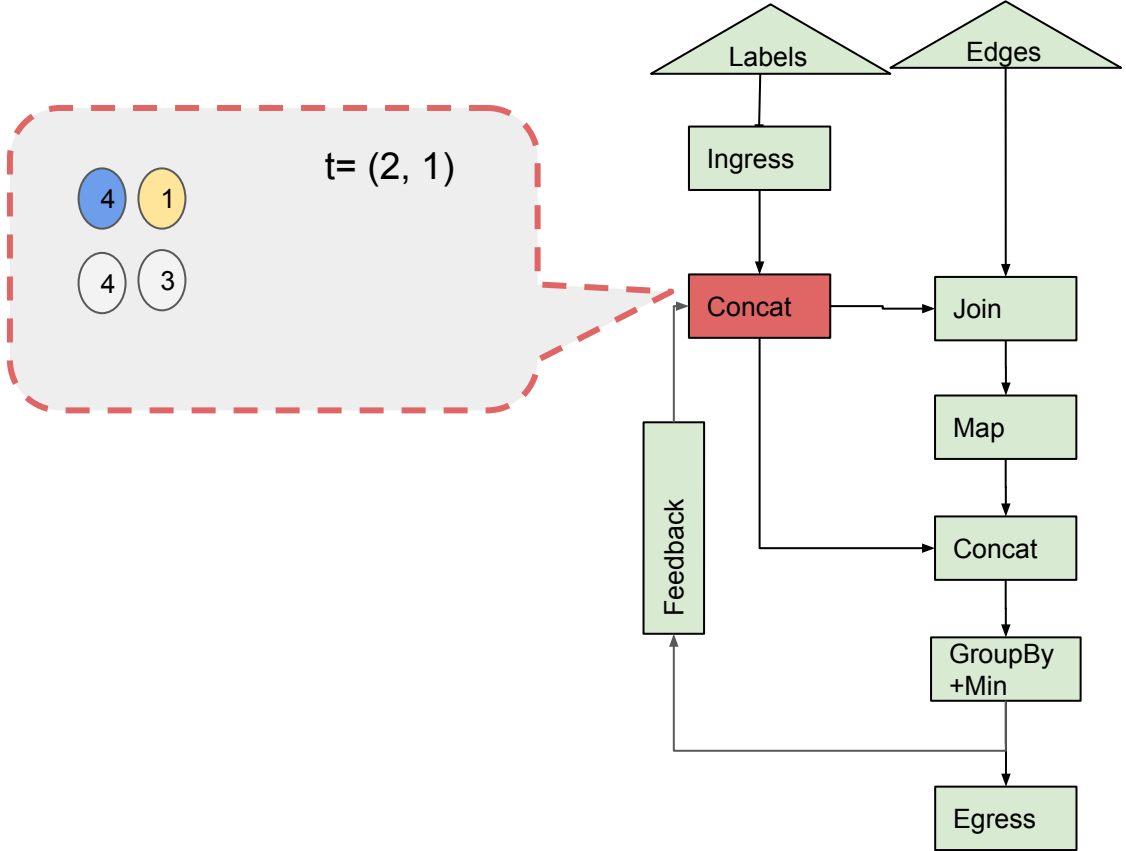 Labels
Edges
t= (2, 1)
Ingress
4 1
4 3
Concat
Join
Map
Feedback
Concat
GroupBy
+Min
Egress